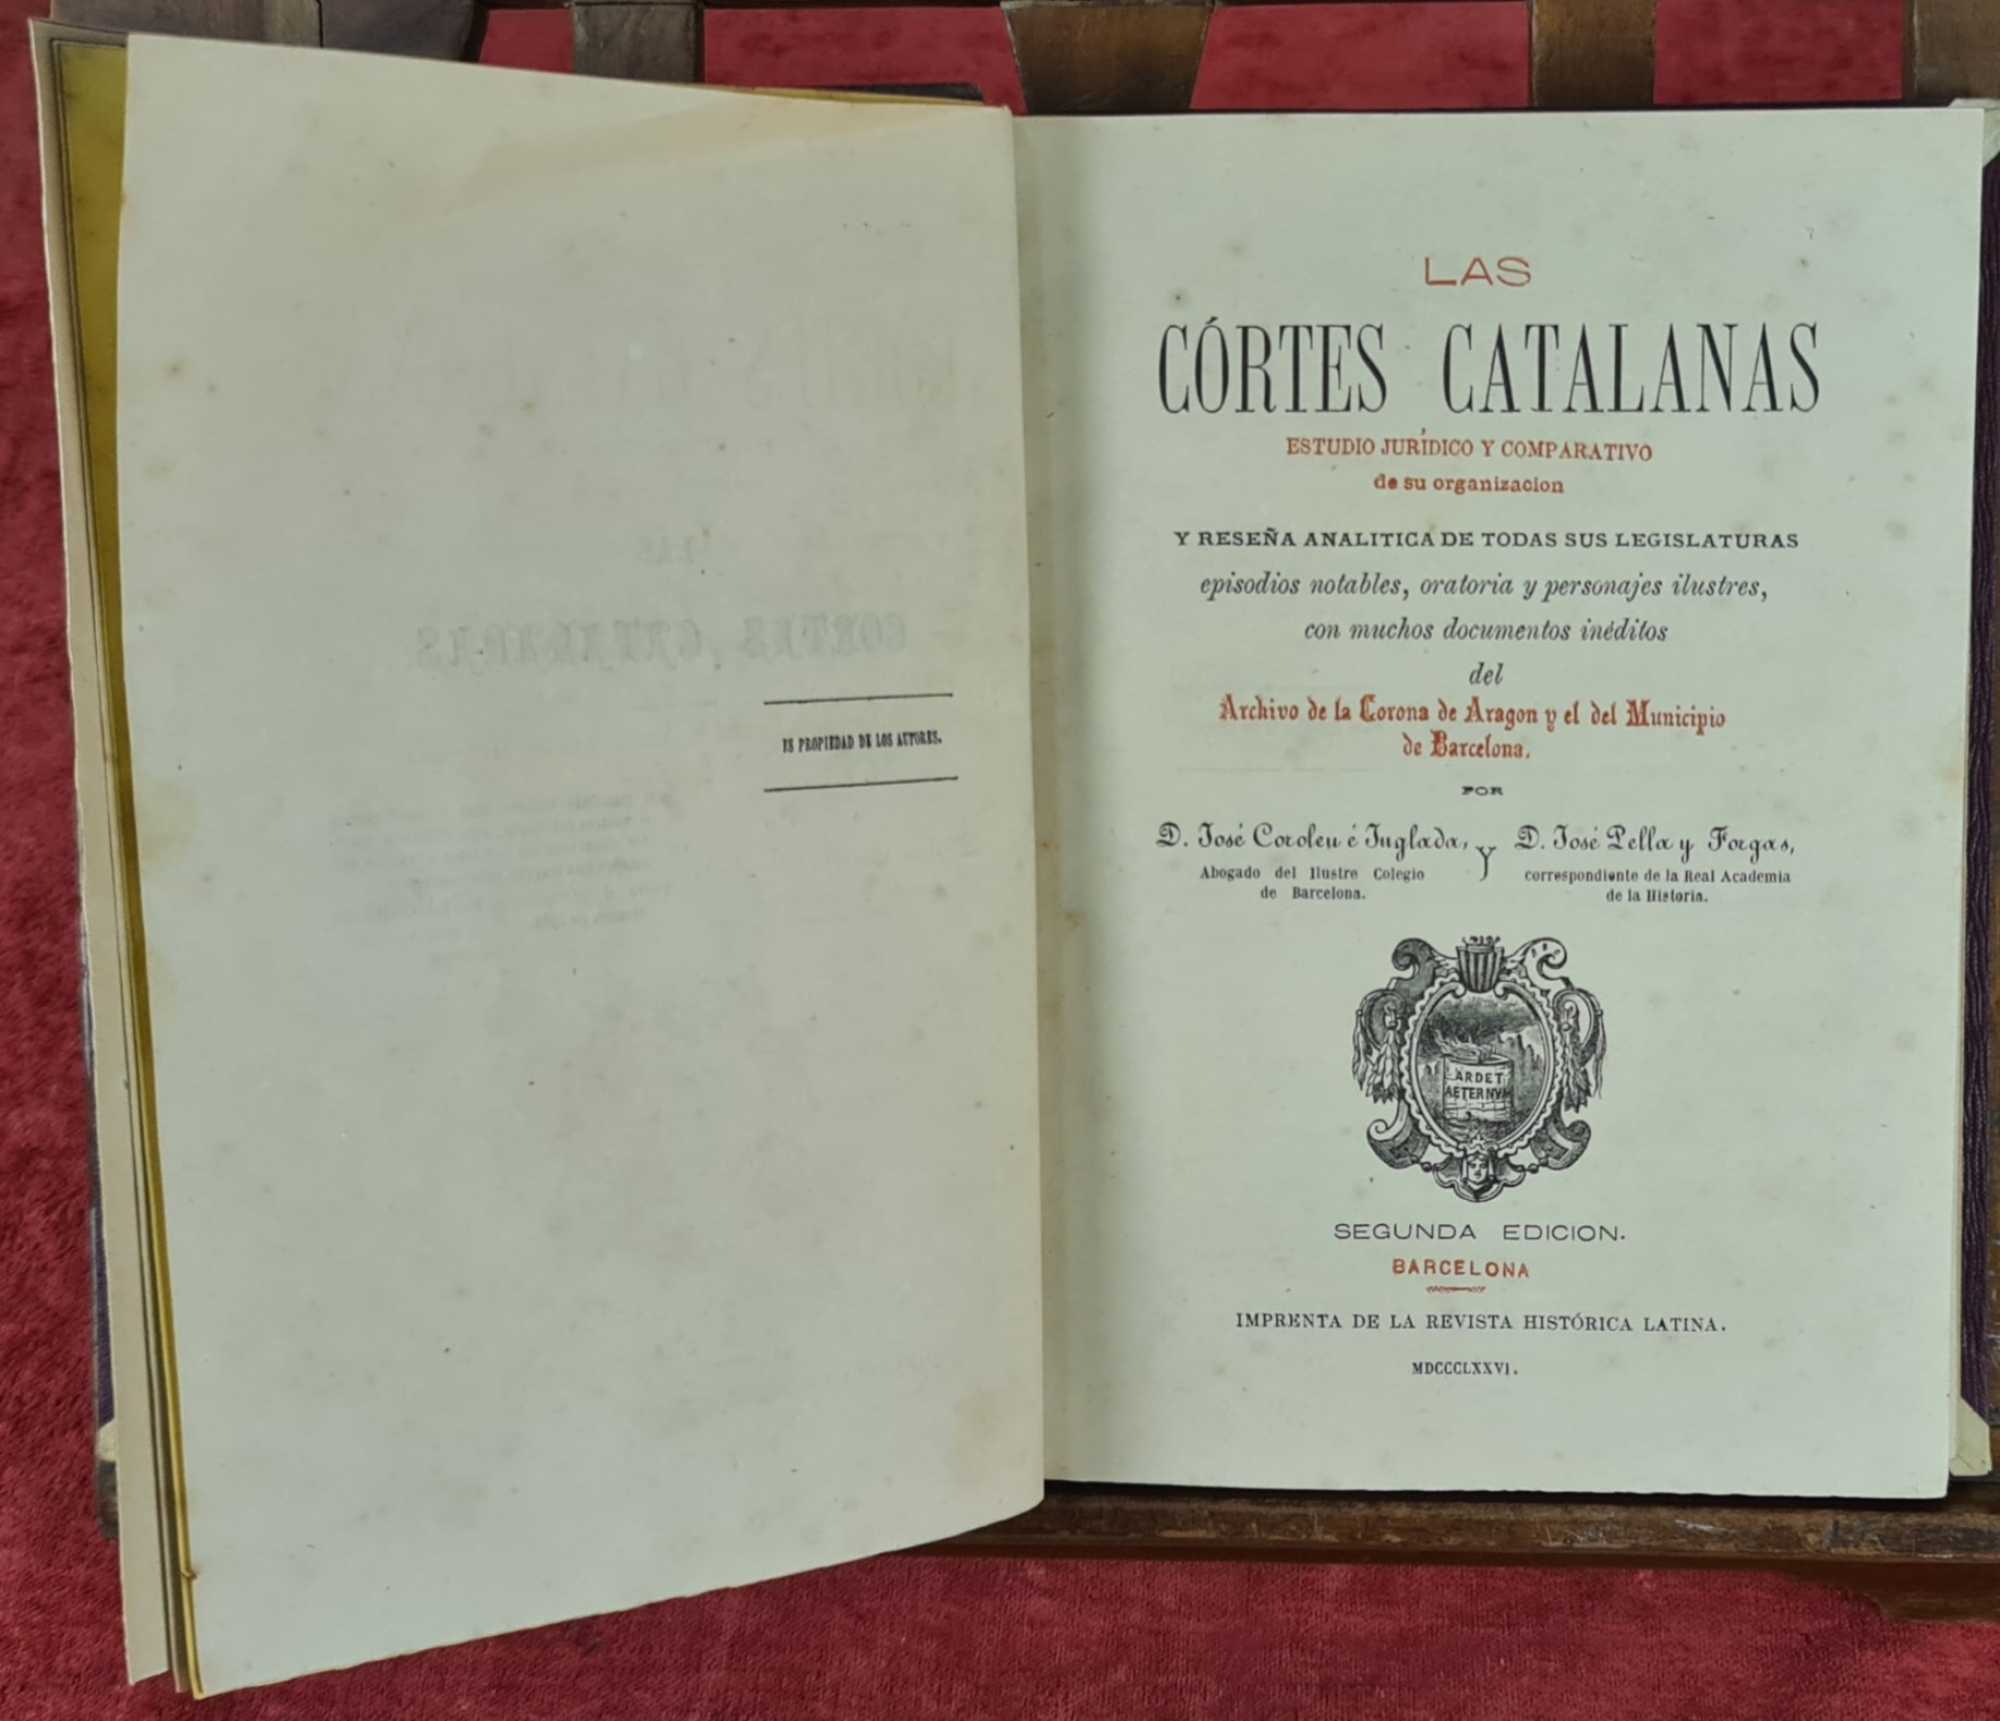 ES PROPIEDAD DE LOS AUTORES.
LAS
CÓRTES CATALANAS
ESTUDIO JURÍDICO Y COMPARATIVO
de su organizacion
Y RESEÑA ANALITICA DE TODAS SUS LEGISLATURAS
episodios notables, oratoria y personajes ilustres,
con muchos documentos inéditos
del
Archivo de la Corona de Aragon y el del Municipio
de Barcelona.
POR
D. José Coroleu é Inglada, Y D. José Pella y Forgas,
Abogado del Ilustre Colegio
de Barcelona.
correspondiente de la Real Academia
de la Historia.
ARDET
AETERNVM
SEGUNDA EDICION.
BARCELONA
IMPRENTA DE LA REVISTA HISTÓRICA LATINA.
MDCCCLXXVI.